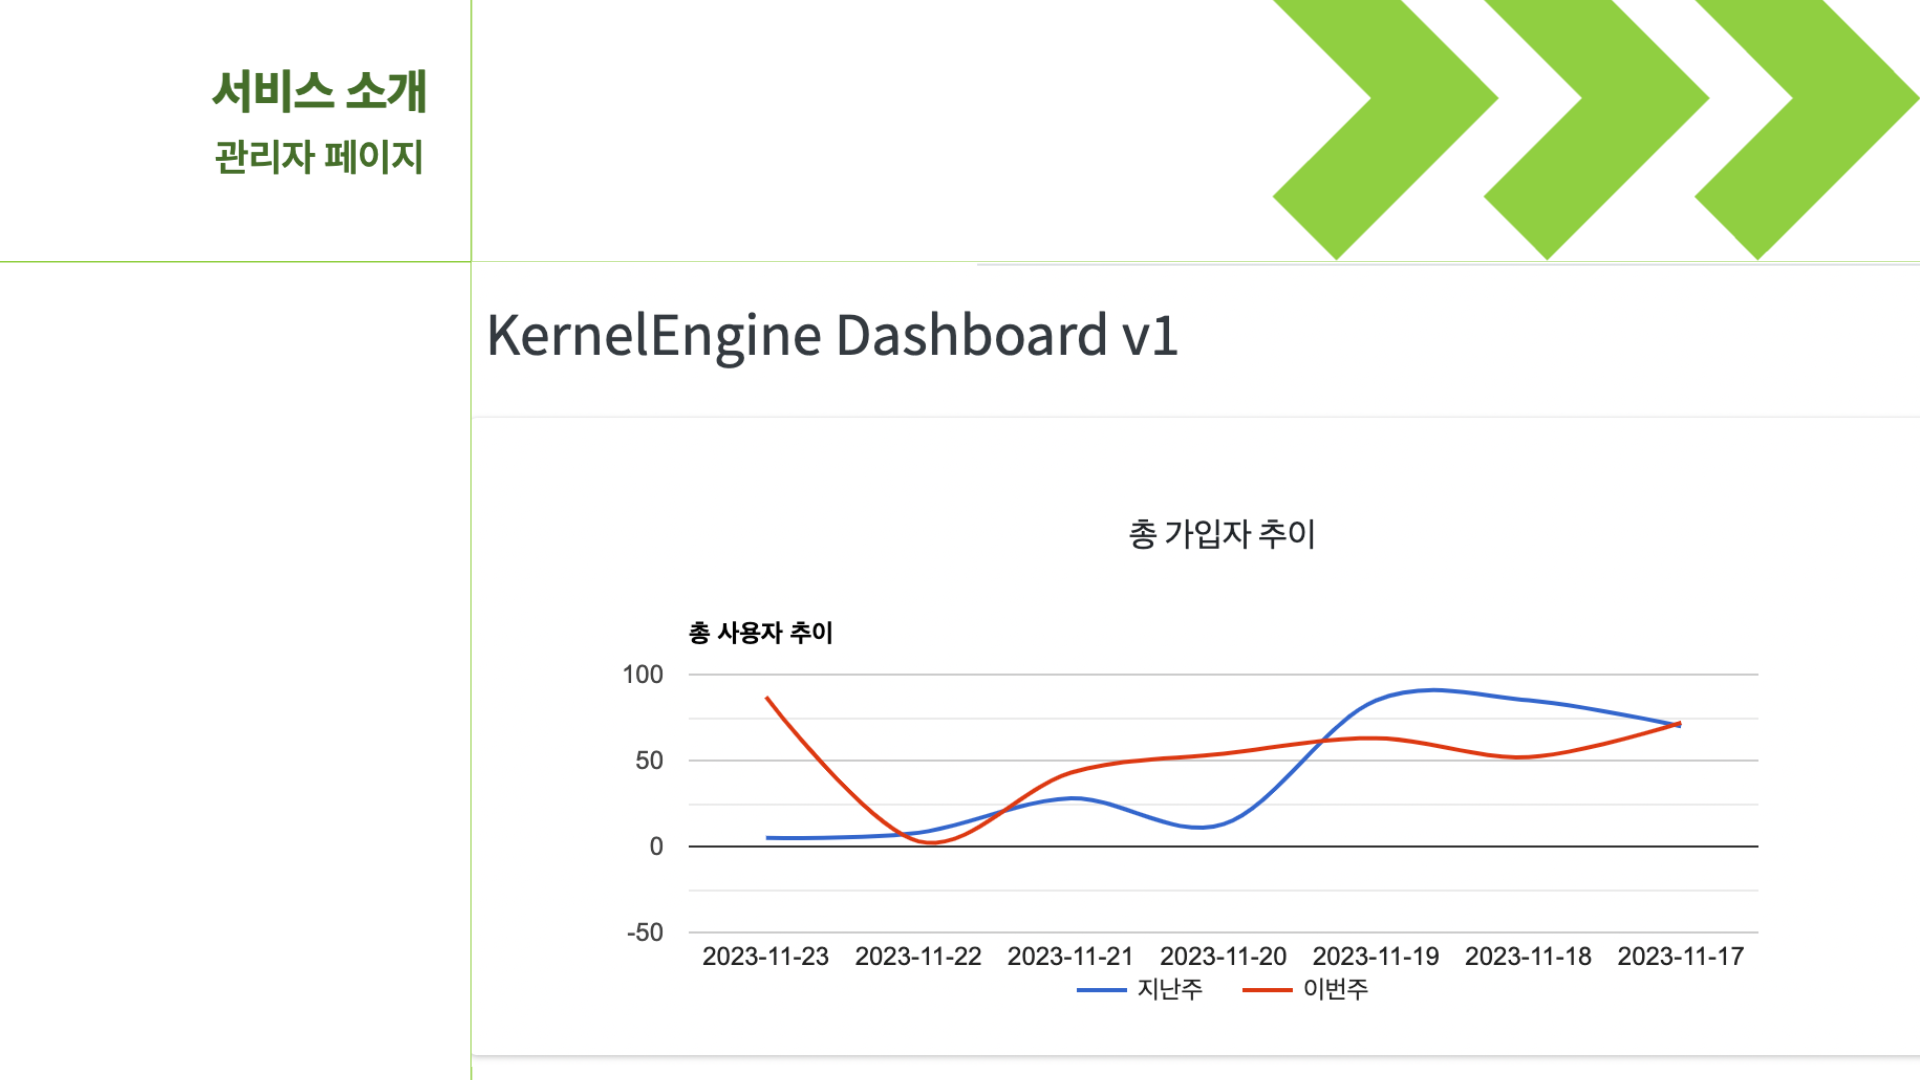 서비스 소개
관리자 페이지
KernelEngine Dashboard v1
총 가입자 추이
총 사용자 추이
100
50
0
-50
2023-11-23 2023-11-22 2023-11-21 2023-11-20 2023-11-19 2023-11-18 2023-11-17
지난주 이번주